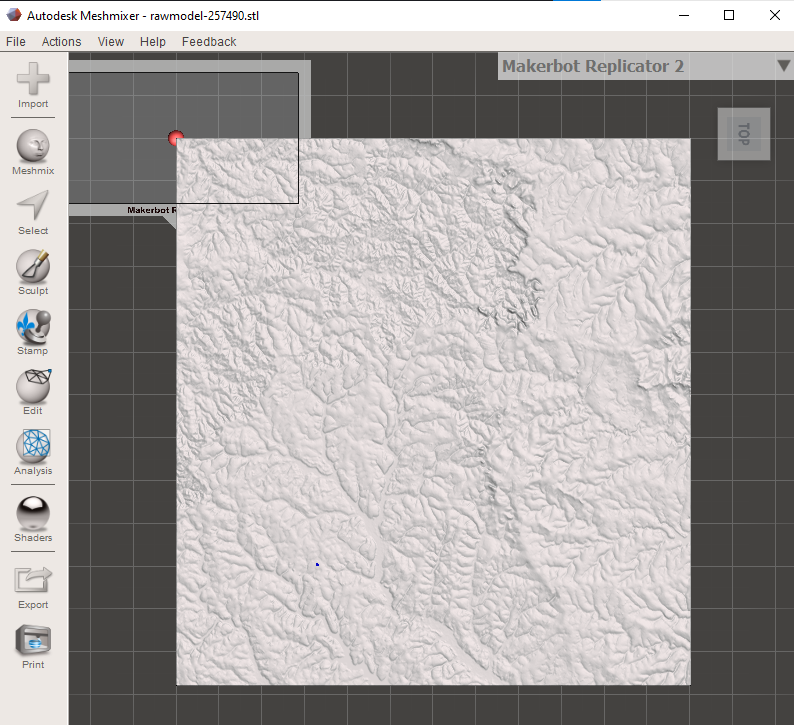 Autodesk Meshmixer - rawmodel-257490.stl
File Actions View Help Feedback
Makerbot Replicator 2
Import
TOP
Meshmix
Makerbot R
Select
Sculpt
Stamp
Edit
Analysis
Shaders
Export
Print